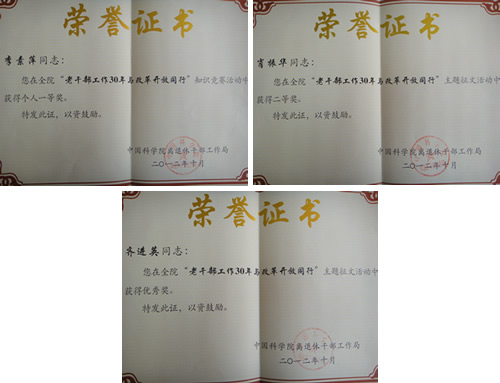 荣誉证书
李素萍同志：
您在全院“老干部工作30年与改革开放同行”知识竞赛活动中
获得个人一等奖。
特发此证，以资鼓励。
中国科学院离退休干部工作局
二〇一二年十月
荣誉证书
肖振华同志：
您在全院“老干部工作30年与改革开放同行”主题征文活动中
获得二等奖。
特发此证，以资鼓励。
中国科学院离退休干部工作局
二〇一二年十月
荣誉证书
齐进英同志：
您在全院“老干部工作30年与改革开放同行”主题征文活动中
获得优秀奖。
特发此证，以资鼓励。
中国科学院离退休干部工作局
二〇一二年十月